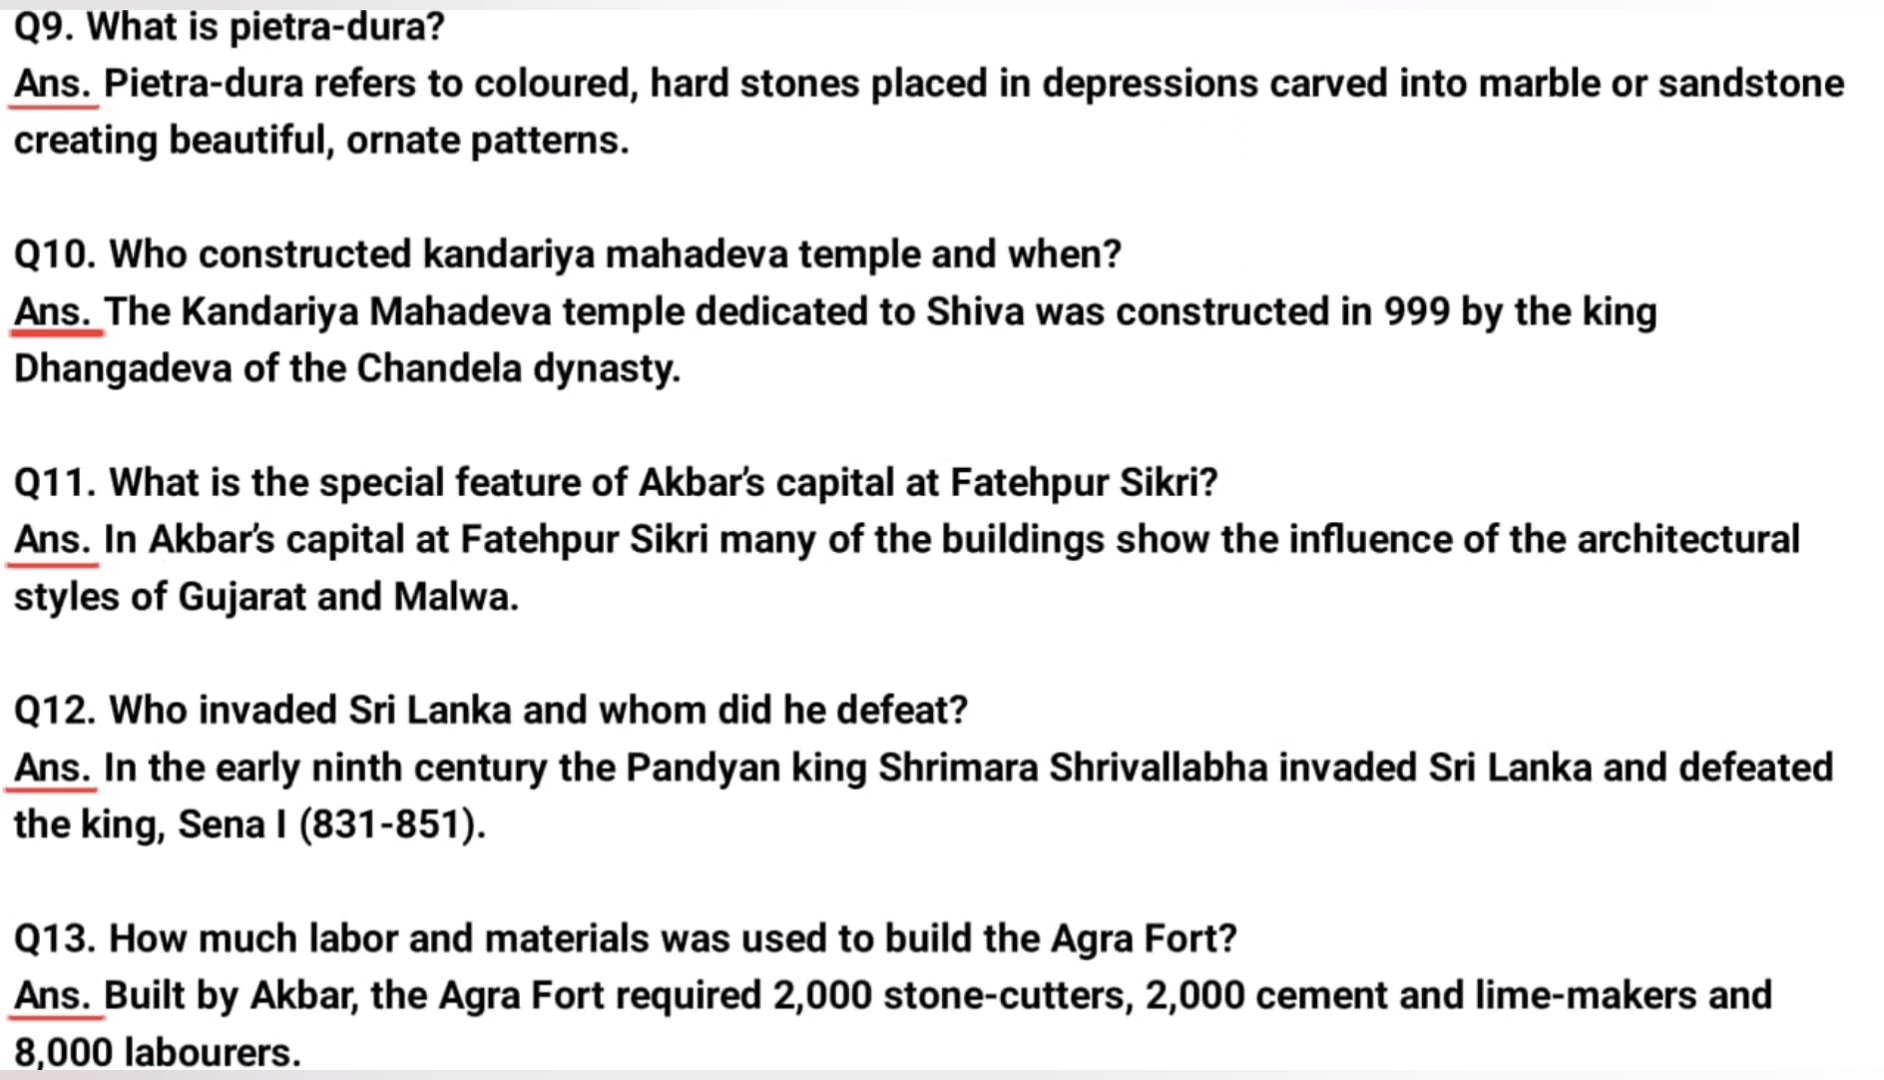 Q9. What is pietra-dura?
Ans. Pietra-dura refers to coloured, hard stones placed in depressions carved into marble or sandstone
creating beautiful, ornate patterns.
Q10. Who constructed kandariya mahadeva temple and when?
Ans. The Kandariya Mahadeva temple dedicated to Shiva was constructed in 999 by the king
Dhangadeva of the Chandela dynasty.
Q11. What is the special feature of Akbar's capital at Fatehpur Sikri?
Ans. In Akbar's capital at Fatehpur Sikri many of the buildings show the influence of the architectural
styles of Gujarat and Malwa.
Q12. Who invaded Sri Lanka and whom did he defeat?
Ans. In the early ninth century the Pandyan king Shrimara Shrivallabha invaded Sri Lanka and defeated
the king, Sena I (831-851).
Q13. How much labor and materials was used to build the Agra Fort?
Ans. Built by Akbar, the Agra Fort required 2,000 stone-cutters, 2,000 cement and lime-makers and
8,000 labourers.